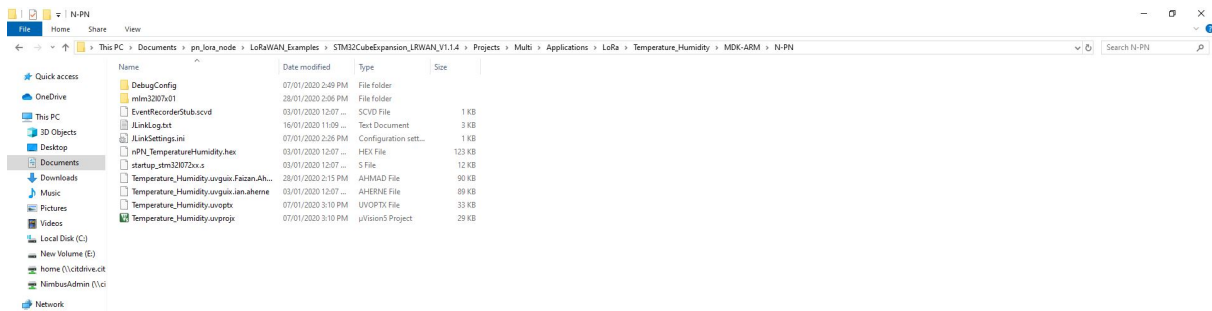 N-PN
File Home Share View
This PC > Documents > pn_lora_node > LoRaWAN_Examples > STM32CubeExpansion_LRWAN_V1.1.4 > Projects > Multi > Applications > LoRa > Temperature_Humidity > MDK-ARM > N-PN
Search N-PN
Name Date modified Type Size
Quick access
OneDrive
This PC
3D Objects
Desktop
Documents
Downloads
Music
Pictures
Videos
Local Disk (C:)
New Volume (E:)
home (\\citdrive.cit
NimbusAdmin (\\ci
Network
DebugConfig 07/01/2020 2:49 PM File folder
mlm32l07x01 28/01/2020 2:06 PM File folder
EventRecorderStub.scvd 03/01/2020 12:07 ... SCVD File 1 KB
JLinkLog.txt 16/01/2020 11:09 ... Text Document 3 KB
JLinkSettings.ini 07/01/2020 2:26 PM Configuration sett... 1 KB
nPN_TemperatureHumidity.hex 03/01/2020 12:07 ... HEX File 123 KB
startup_stm32l072xx.s 03/01/2020 12:07 ... S File 12 KB
Temperature_Humidity.uvguix.Faizan.Ah... 28/01/2020 2:15 PM AHMAD File 90 KB
Temperature_Humidity.uvguix.ian.aherne 03/01/2020 12:07 ... AHERNE File 89 KB
Temperature_Humidity.uvoptx 07/01/2020 3:10 PM UVOPTX File 33 KB
Temperature_Humidity.uvprojx 07/01/2020 3:10 PM µVision5 Project 29 KB